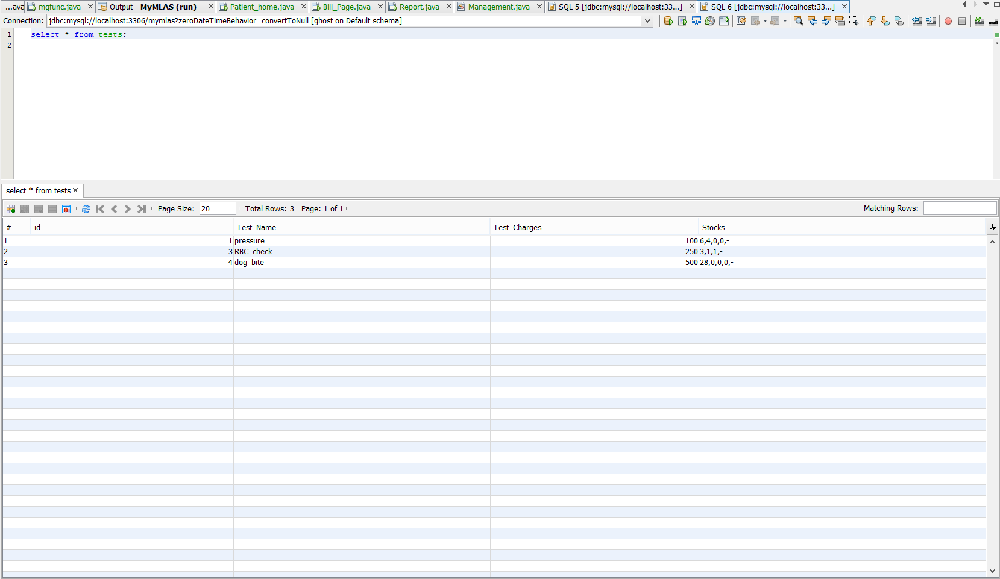 ...ava mgfunc.java Output - MyMLAS (run) Patient_home.java Bill_Page.java Report.java Management.java SQL 5 [jdbc:mysql://localhost:33...] SQL 6 [jdbc:mysql://localhost:33...]
Connection: jdbc:mysql://localhost:3306/mymlas?zeroDateTimeBehavior=convertToNull [ghost on Default schema]
1 select * from tests;
2
select * from tests
Page Size: 20 Total Rows: 3 Page: 1 of 1 Matching Rows:
# id Test_Name Test_Charges Stocks
1 1 pressure 100 6,4,0,0,-
2 3 RBC_check 250 3,1,1,-
3 4 dog_bite 500 28,0,0,0,-